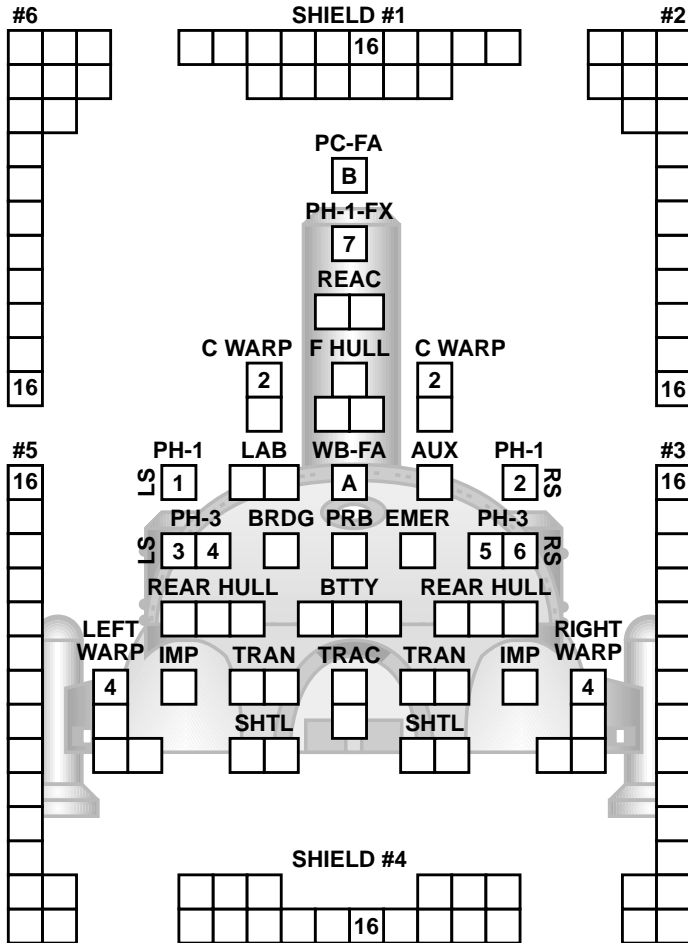 #6 SHIELD #1 #2
16
PC-FA
B
PH-1-FX
7
REAC
C WARP F HULL C WARP
2 2
16 16
#5 PH-1 LAB WB-FA AUX PH-1 #3
16 LS 1 A 2 RS 16
PH-3 BRDG PRB EMER PH-3
LS 3 4 5 6 RS
REAR HULL BTTY REAR HULL
LEFT RIGHT
WARP IMP TRAN TRAC TRAN IMP WARP
4 4
SHTL SHTL
SHIELD #4
16